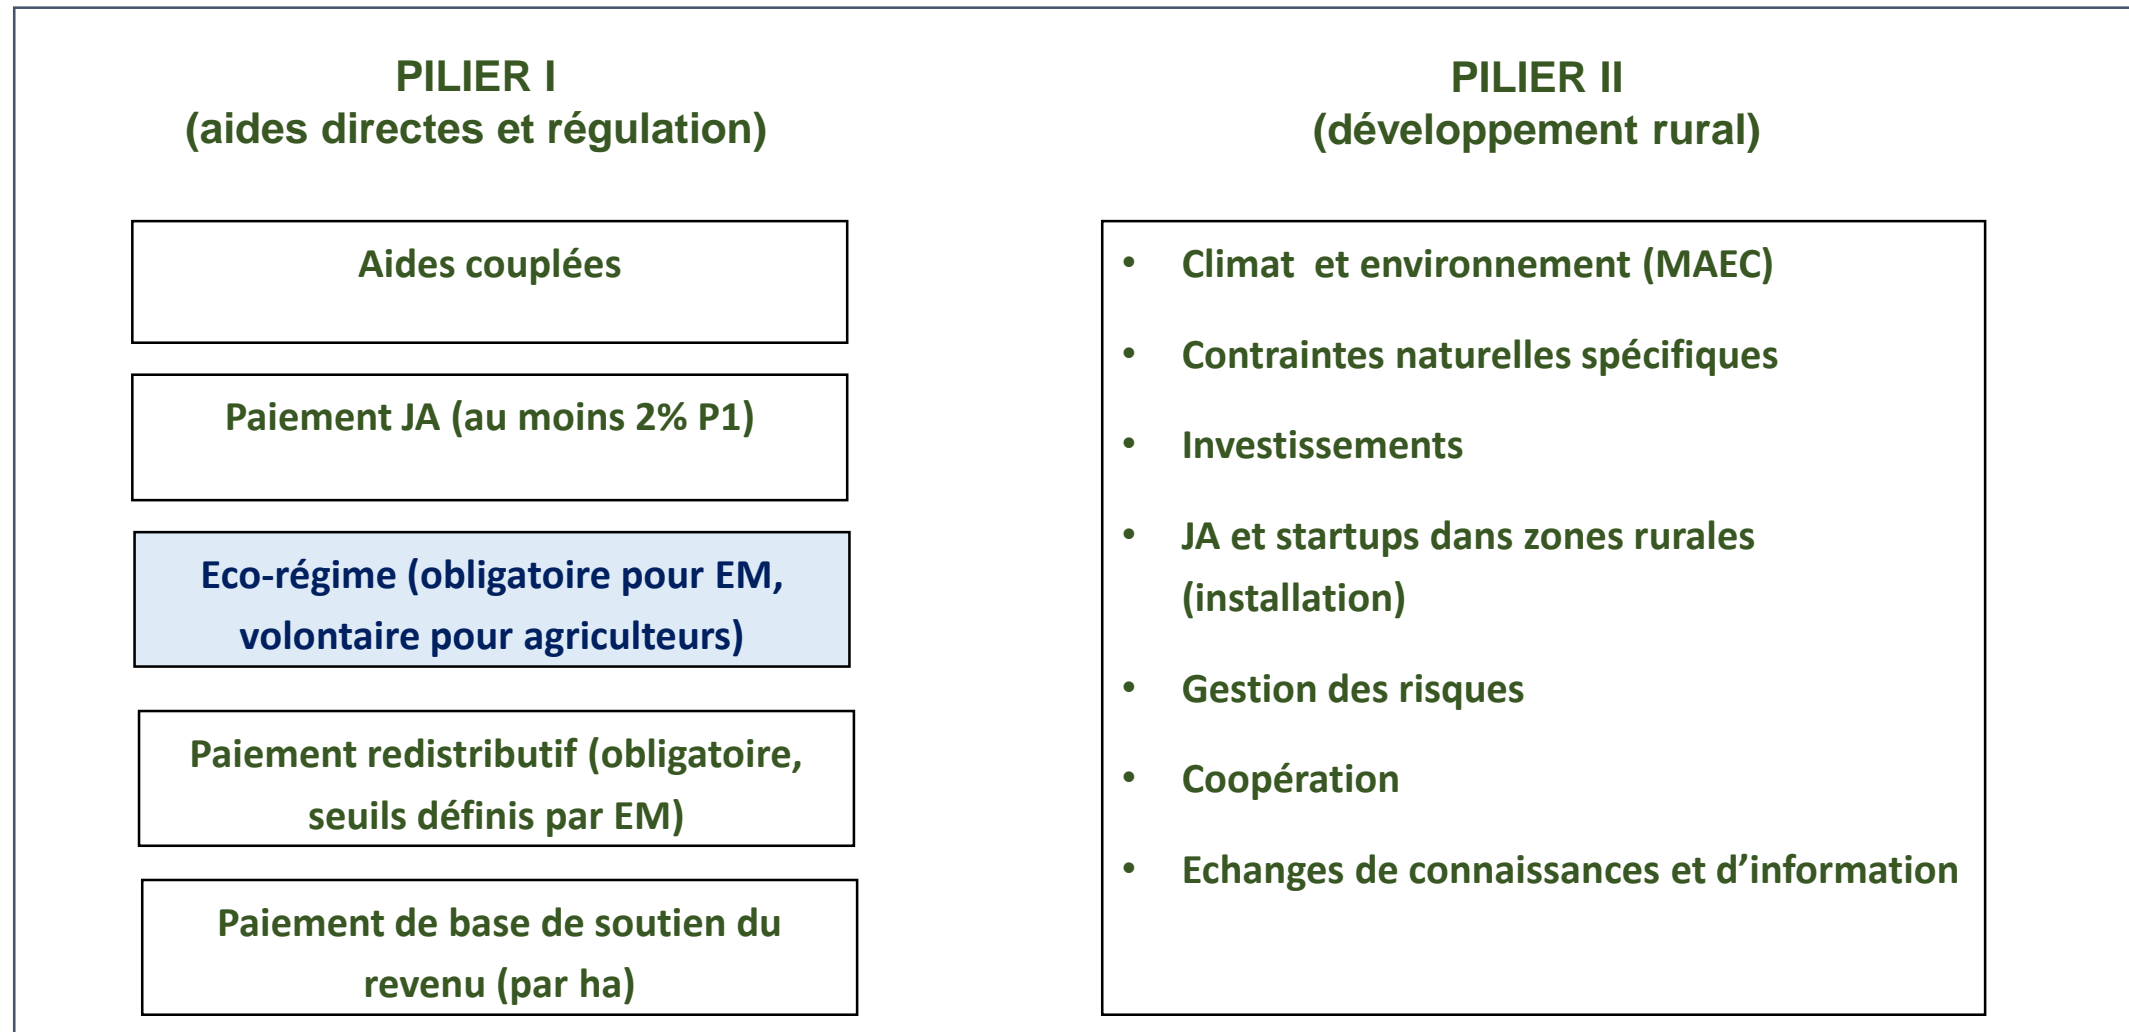 PILIER I
(aides directes et régulation)
Aides couplées
Paiement JA (au moins 2% P1)
Eco-régime (obligatoire pour EM,
volontaire pour agriculteurs)
Paiement redistributif (obligatoire,
seuils définis par EM)
Paiement de base de soutien du
revenu (par ha)
PILIER II
(développement rural)
• Climat et environnement (MAEC)
• Contraintes naturelles spécifiques
• Investissements
• JA et startups dans zones rurales
(installation)
• Gestion des risques
• Coopération
• Echanges de connaissances et d’information